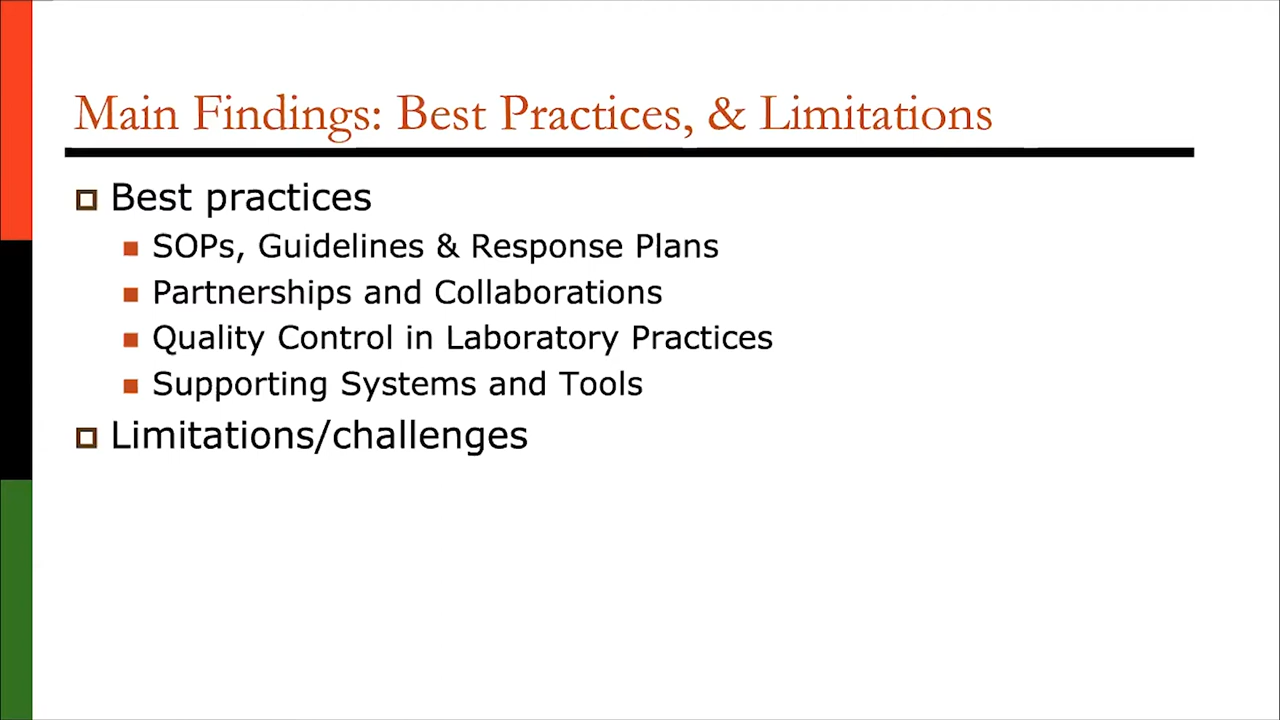 Main Findings: Best Practices, & Limitations
Best practices
SOPs, Guidelines & Response Plans
Partnerships and Collaborations
Quality Control in Laboratory Practices
Supporting Systems and Tools
Limitations/challenges